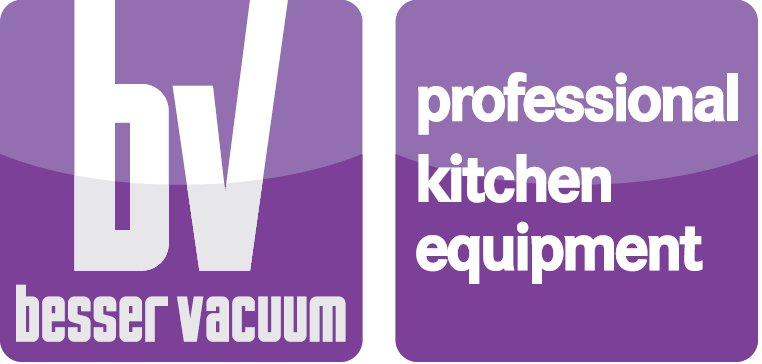 bv
besser vacuum
professional
kitchen
equipment